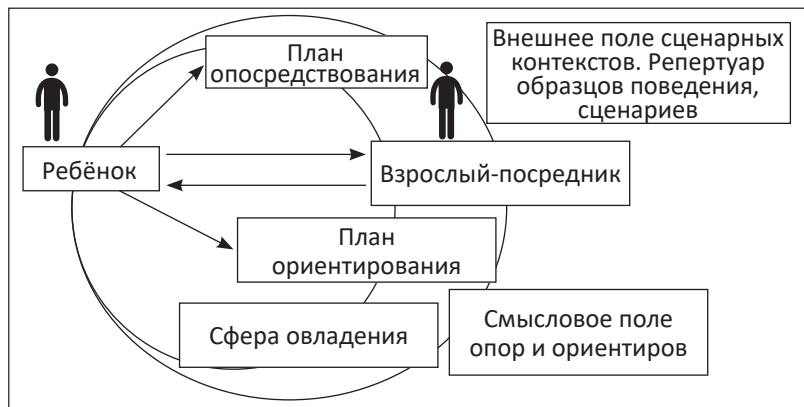 План
опосредствования
Внешнее поле сценарных
контекстов. Репертуар
образцов поведения,
сценариев
Ребёнок
Взрослый-посредник
План
ориентирования
Сфера овладения
Смысловое поле
опор и ориентиров